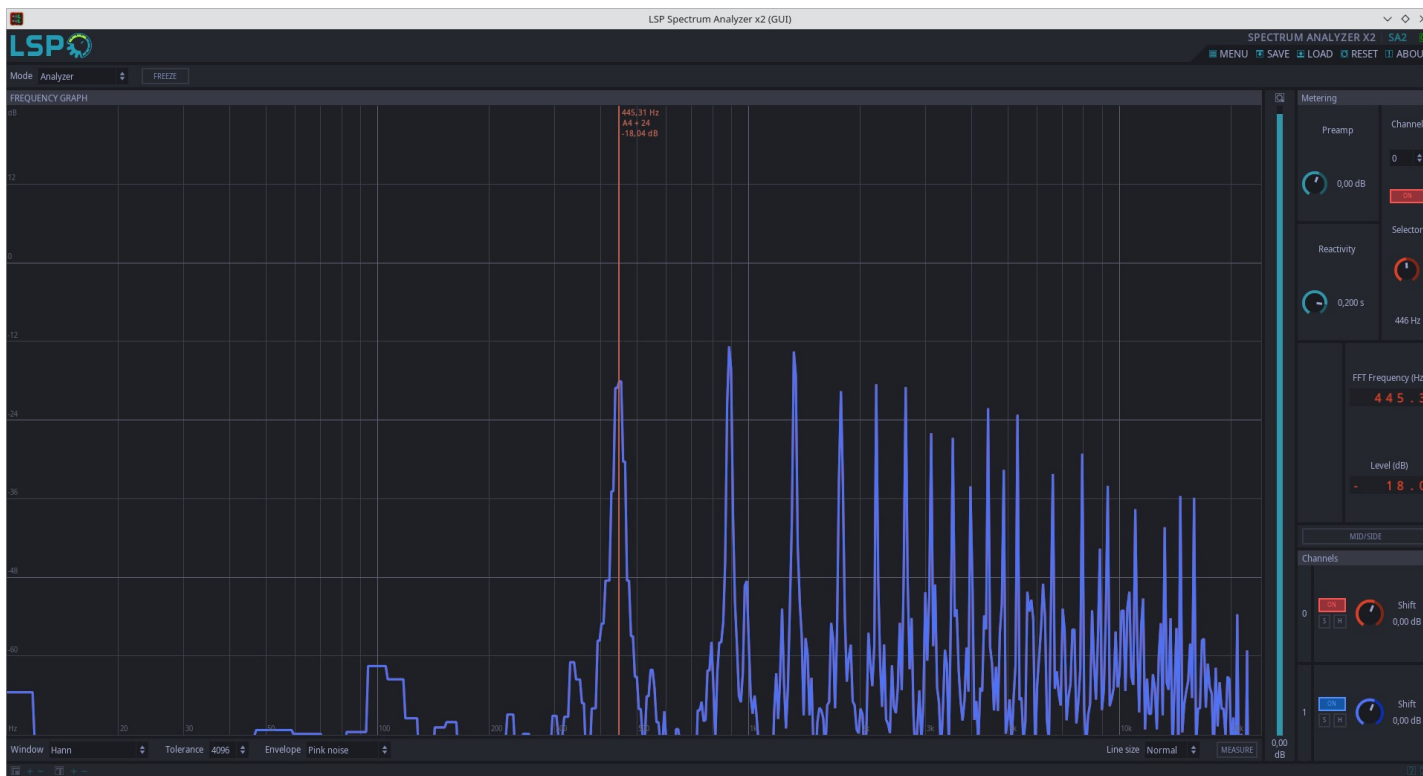 LSP Spectrum Analyzer x2 (GUI)
LSP
SPECTRUM ANALYZER X2 SA2
MENU SAVE LOAD RESET ABOU
Mode Analyzer FREEZE
FREQUENCY GRAPH
dB
445,31 Hz
A4 + 24
-18,04 dB
12
0
-12
-24
-36
-48
-60
Hz 20 30 50 100 200 1k 3k 10k
Window Hann Tolerance 4096 Envelope Pink noise
Line size Normal MEASURE
0,00
dB
Metering
Preamp
0,00 dB
Reactivity
0,200 s
Channel
0
ON
Selector
446 Hz
FFT Frequency (Hz
445.3
Level (dB)
- 18.0
MID/SIDE
Channels
0 ON Shift
S H 0,00 dB
1 ON Shift
S H 0,00 dB